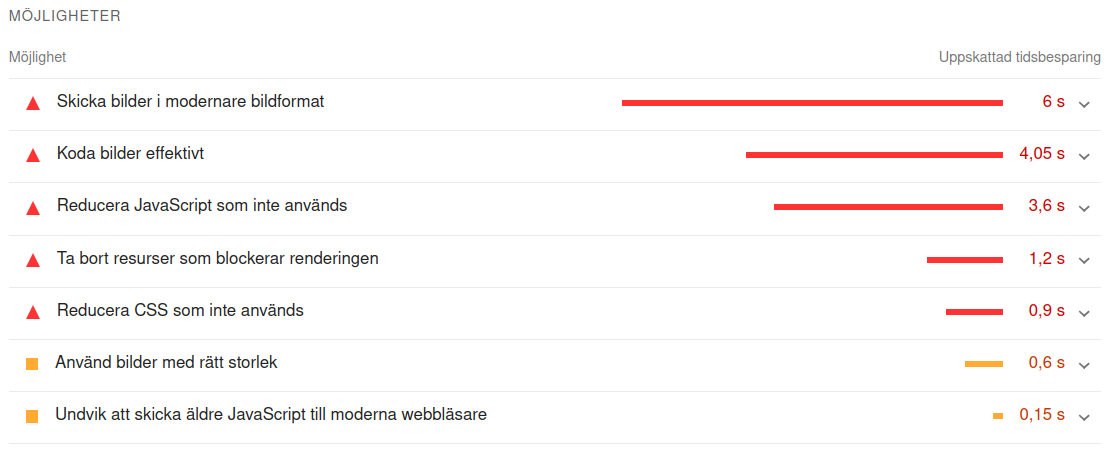 MÖJLIGHETER
Möjlighet Uppskattad tidsbesparing
Skicka bilder i modernare bildformat 6 s
Koda bilder effektivt 4,05 s
Reducera JavaScript som inte används 3,6 s
Ta bort resurser som blockerar renderingen 1,2 s
Reducera CSS som inte används 0,9 s
Använd bilder med rätt storlek 0,6 s
Undvik att skicka äldre JavaScript till moderna webbläsare 0,15 s